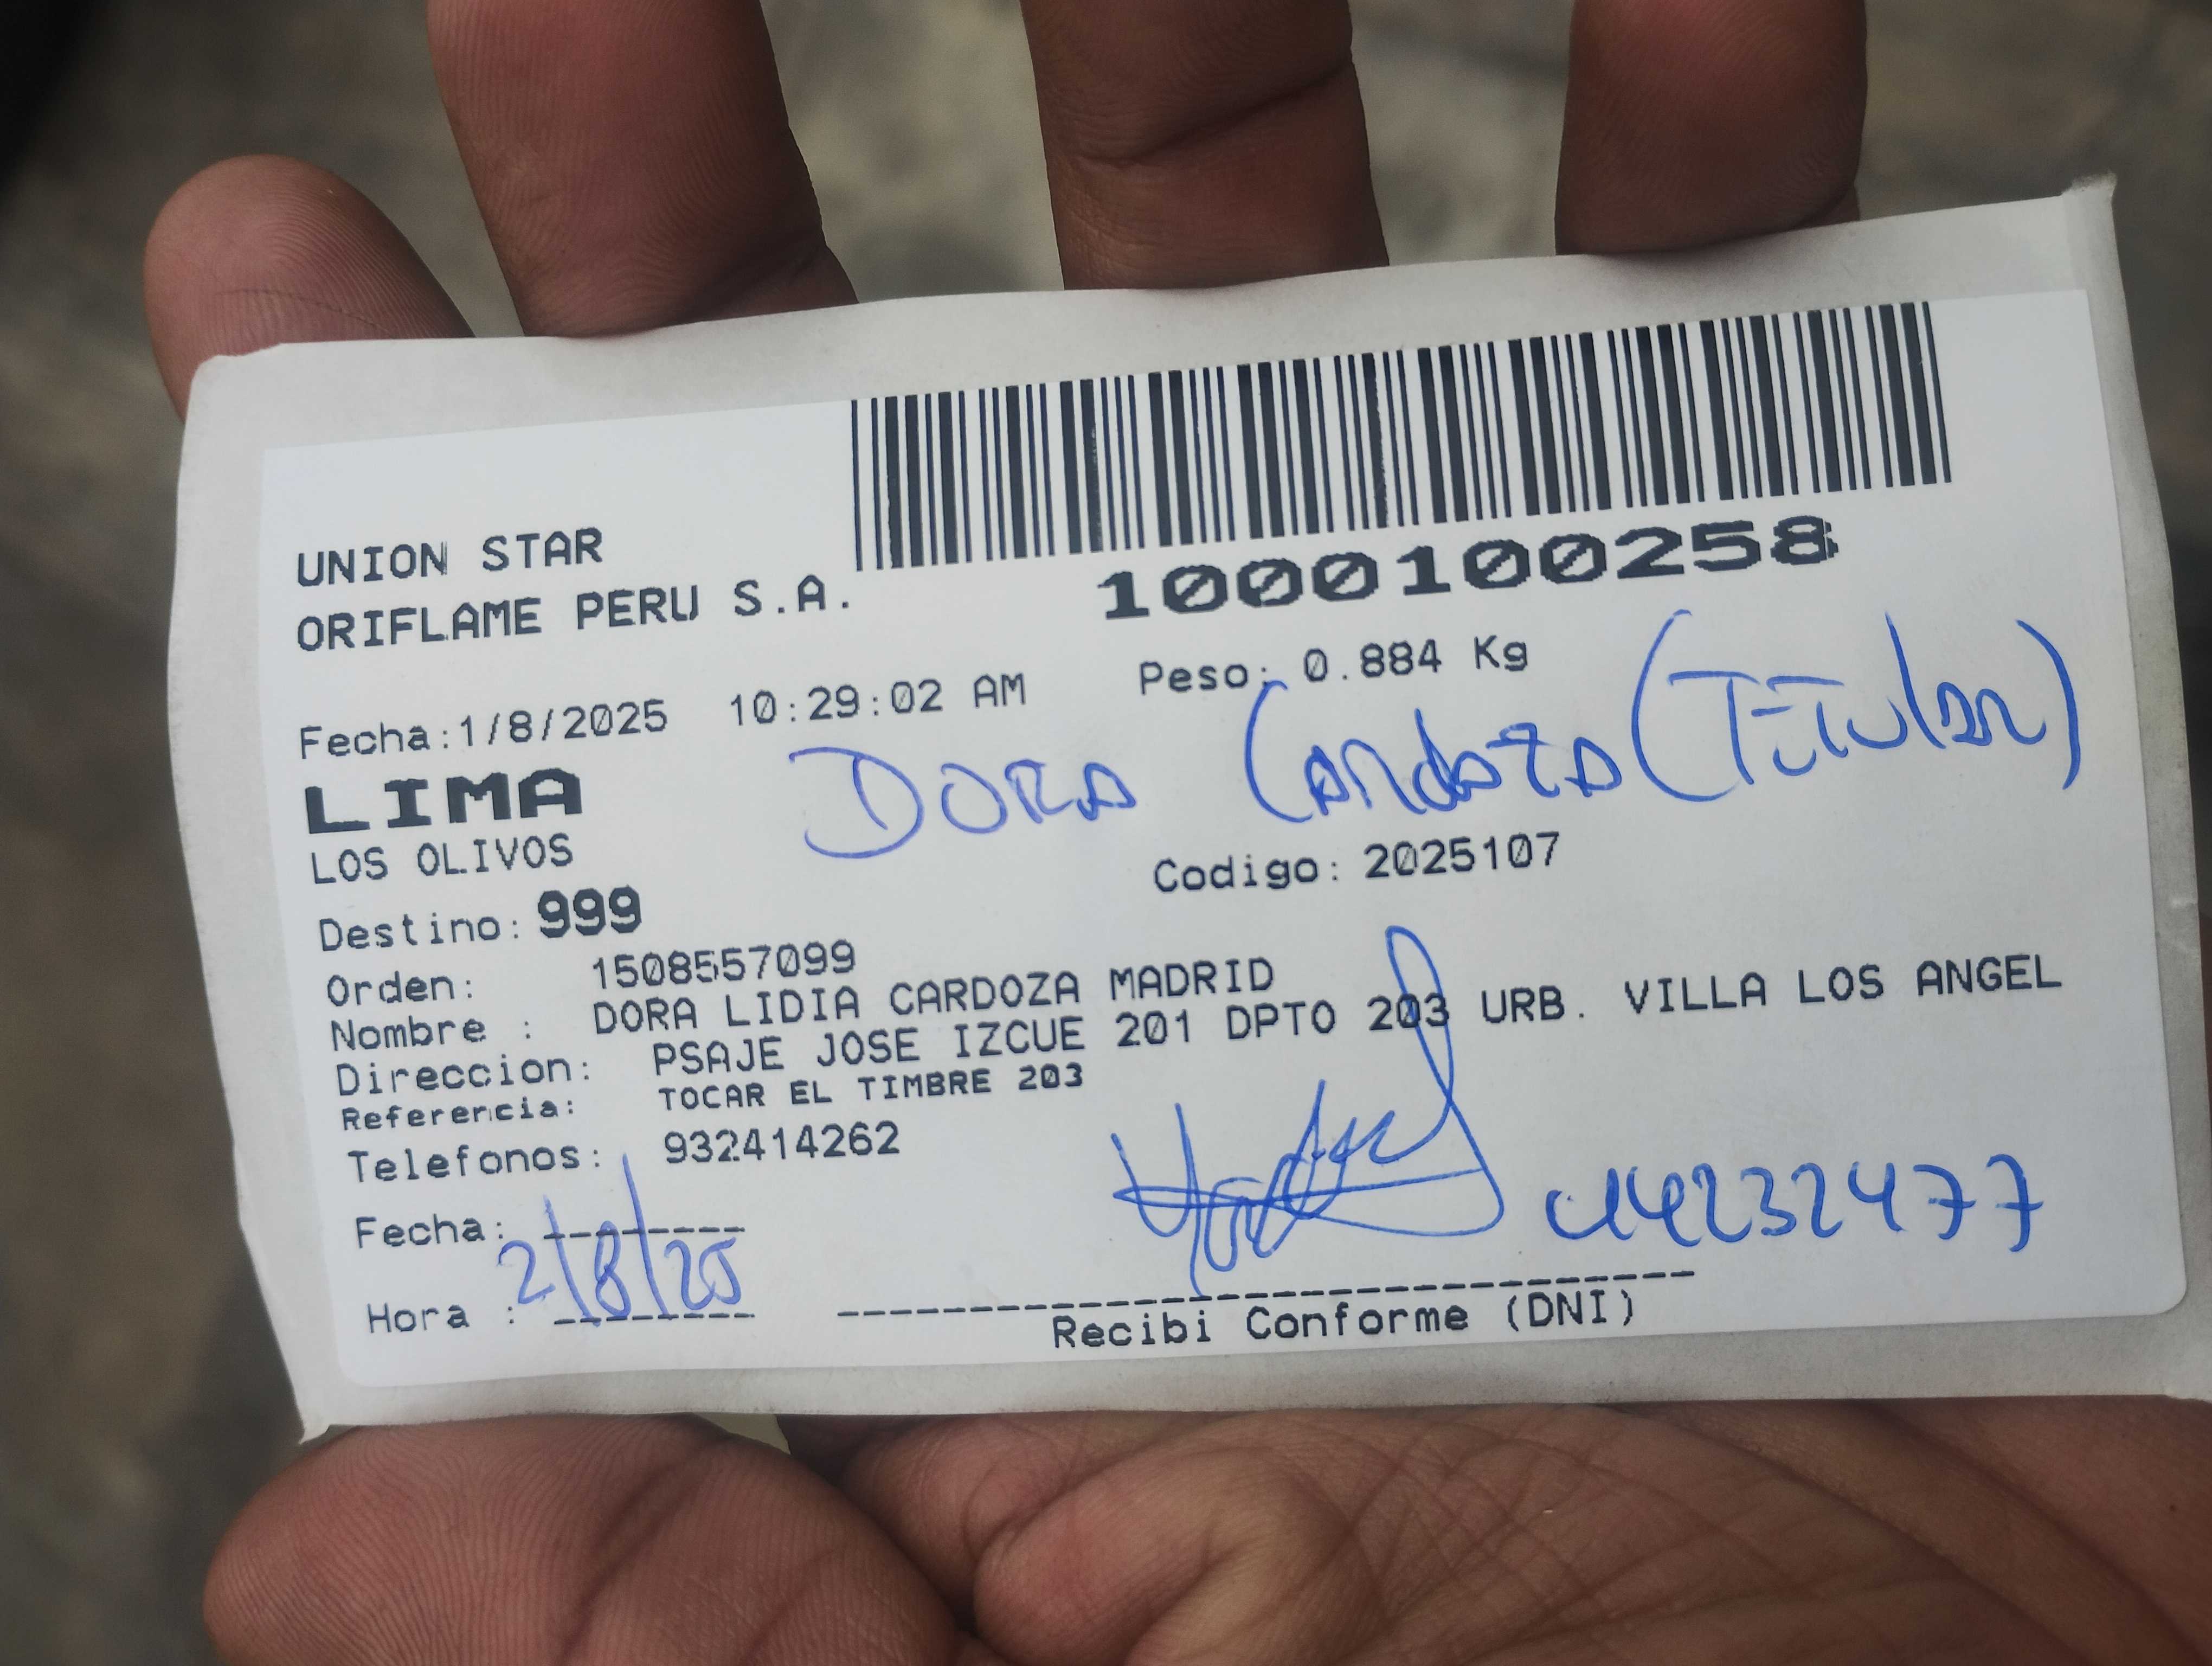 UNION STAR
ORIFLAME PERU S.A.
1000100258
Fecha:1/8/2025 10:29:02 AM Peso: 0.884 Kg
LIMA
DORA Cardoza (TiTular)
LOS OLIVOS
Codigo: 2025107
Destino: 999
Orden: 1508557099
Nombre : DORA LIDIA CARDOZA MADRID
Direccion: PSAJE JOSE IZCUE 201 DPTO 203 URB. VILLA LOS ANGEL
Referencia: TOCAR EL TIMBRE 203
Telefonos: 932414262
Fecha: 2/8/25
Hora :
Recibi Conforme (DNI)